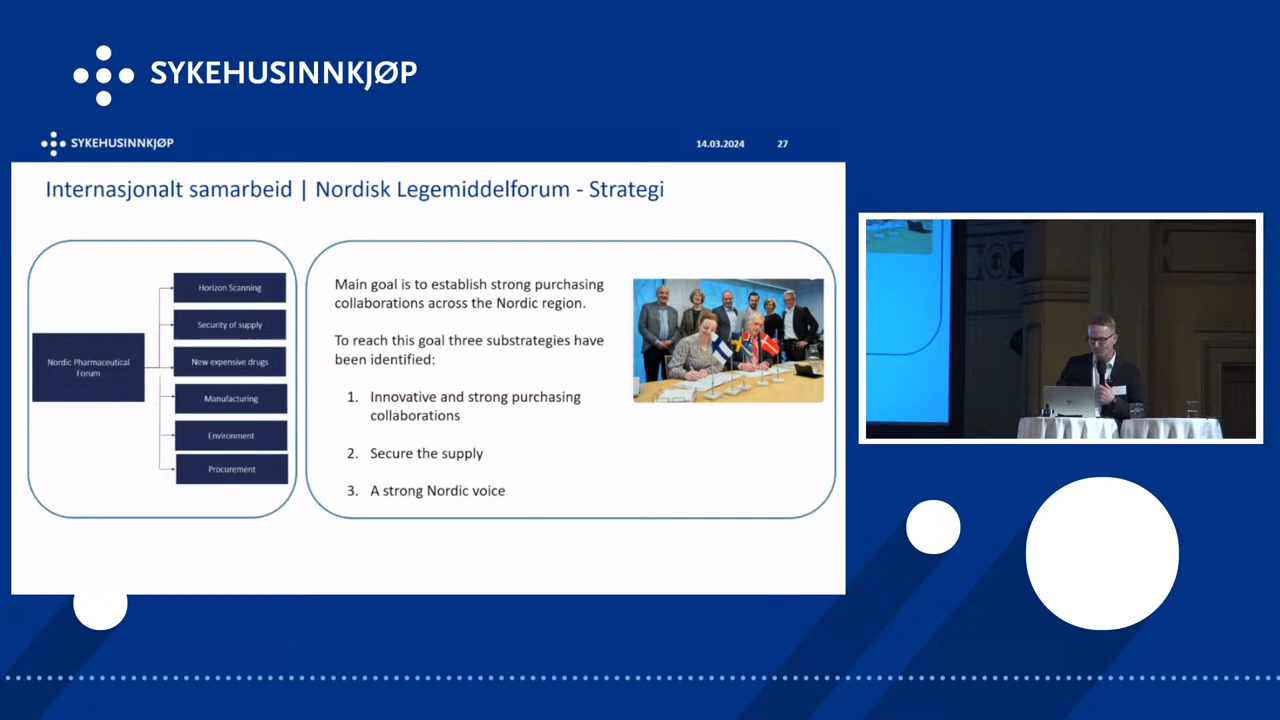 SYKEHUSINNKJØP
SYKEHUSINNKJØP
14.03.2024
27
Internasjonalt samarbeid | Nordisk Legemiddelforum - Strategi
Nordic Pharmaceutical
Forum
Horizon Scanning
Security of supply
New expensive drugs
Manufacturing
Environment
Procurement
Main goal is to establish strong purchasing
collaborations across the Nordic region.
To reach this goal three substrategies have
been identified:
1. Innovative and strong purchasing
collaborations
2. Secure the supply
3. A strong Nordic voice